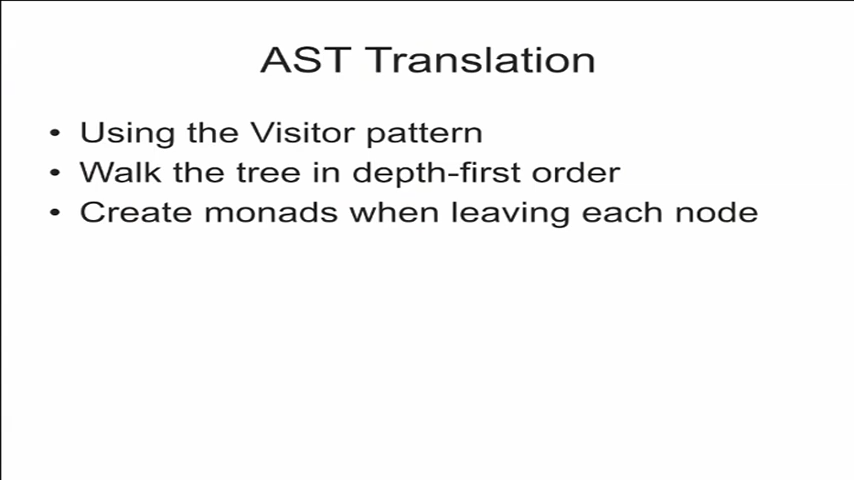 AST Translation
• Using the Visitor pattern
• Walk the tree in depth-first order
• Create monads when leaving each node